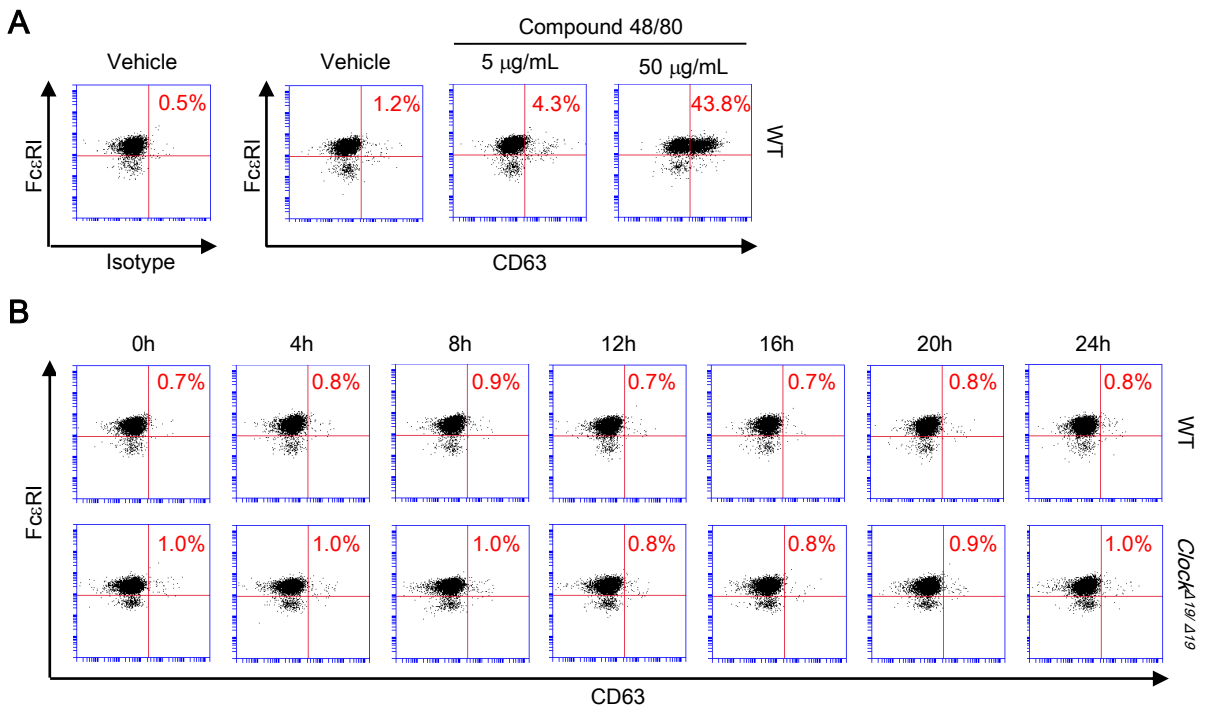 A
Compound 48/80
Vehicle
Vehicle
5 μg/mL
50 μg/mL
FcεRI
0.5%
FcεRI
1.2%
4.3%
43.8%
WT
Isotype
CD63
B
0h
4h
8h
12h
16h
20h
24h
FcεRI
0.7%
0.8%
0.9%
0.7%
0.7%
0.8%
0.8%
WT
1.0%
1.0%
1.0%
0.8%
0.8%
0.9%
1.0%
Clock^Δ19/Δ19
CD63